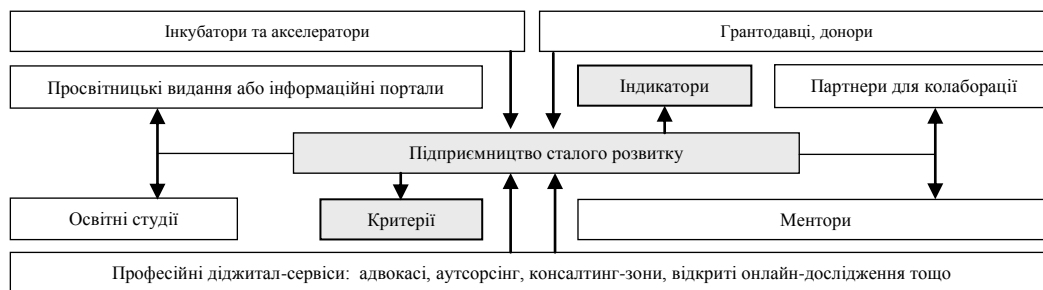 Інкубатори та акселератори
Грантодавці, донори
Просвітницькі видання або інформаційні портали
Індикатори
Партнери для колаборації
Підприємництво сталого розвитку
Освітні студії
Критерії
Ментори
Професійні діджитал-сервіси: адвокасі, аутсорсінг, консалтинг-зони, відкриті онлайн-дослідження тощо